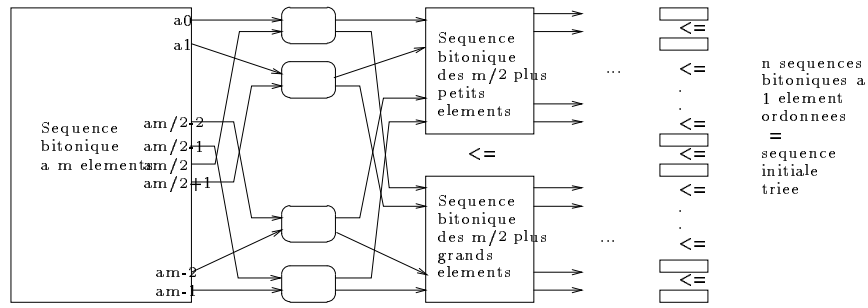 Sequence
bitonique
a m elements
a0
a1
am/2-2
am/2-1
am/2
am/2+1
am-2
am-1
Sequence
bitonique
des m/2 plus
petits
elements
<=
Sequence
bitonique
des m/2 plus
grands
elements
...
...
<=
<=
.
.
<=
<=
<=
.
.
<=
<=
n sequences
bitoniques a
1 element
ordonnees
=
sequence
initiale
triee